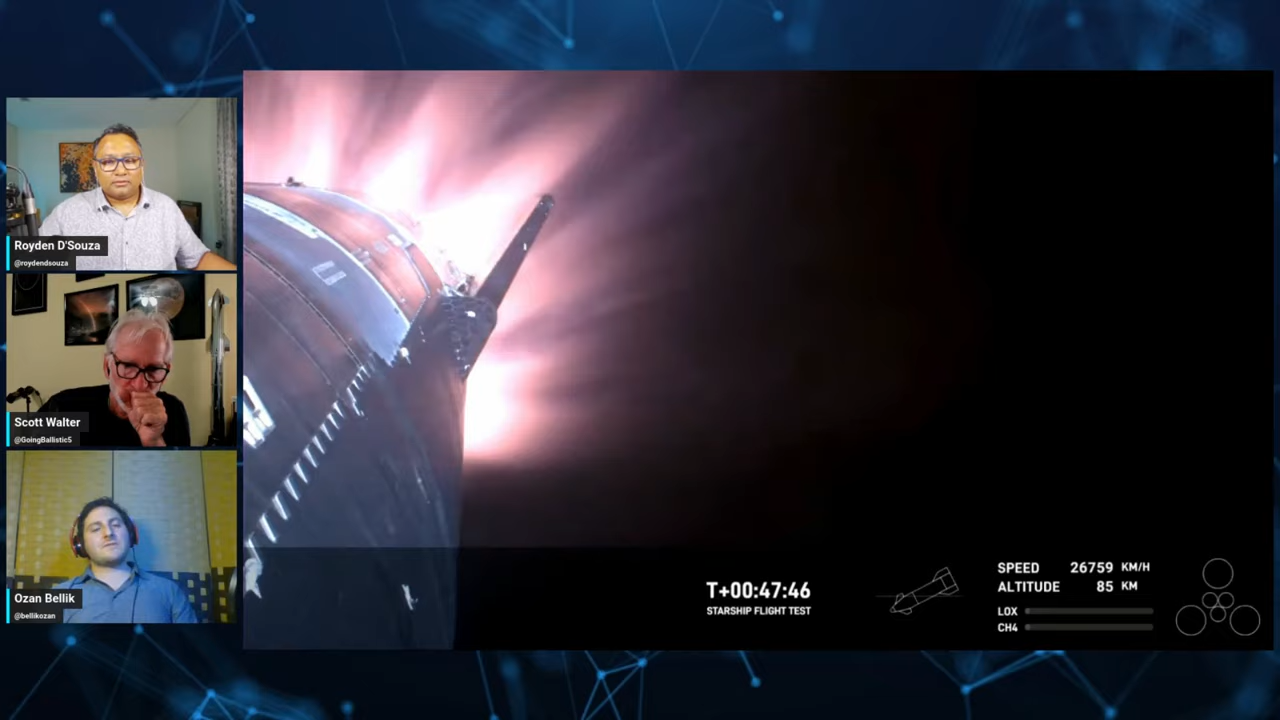 Royden D'Souza
@roydendsouza
Scott Walter
@GoingBallistic5
Ozan Bellik
@bellikozan
T+00:47:46
STARSHIP FLIGHT TEST
SPEED 26759 KM/H
ALTITUDE 85 KM
LOX
CH4